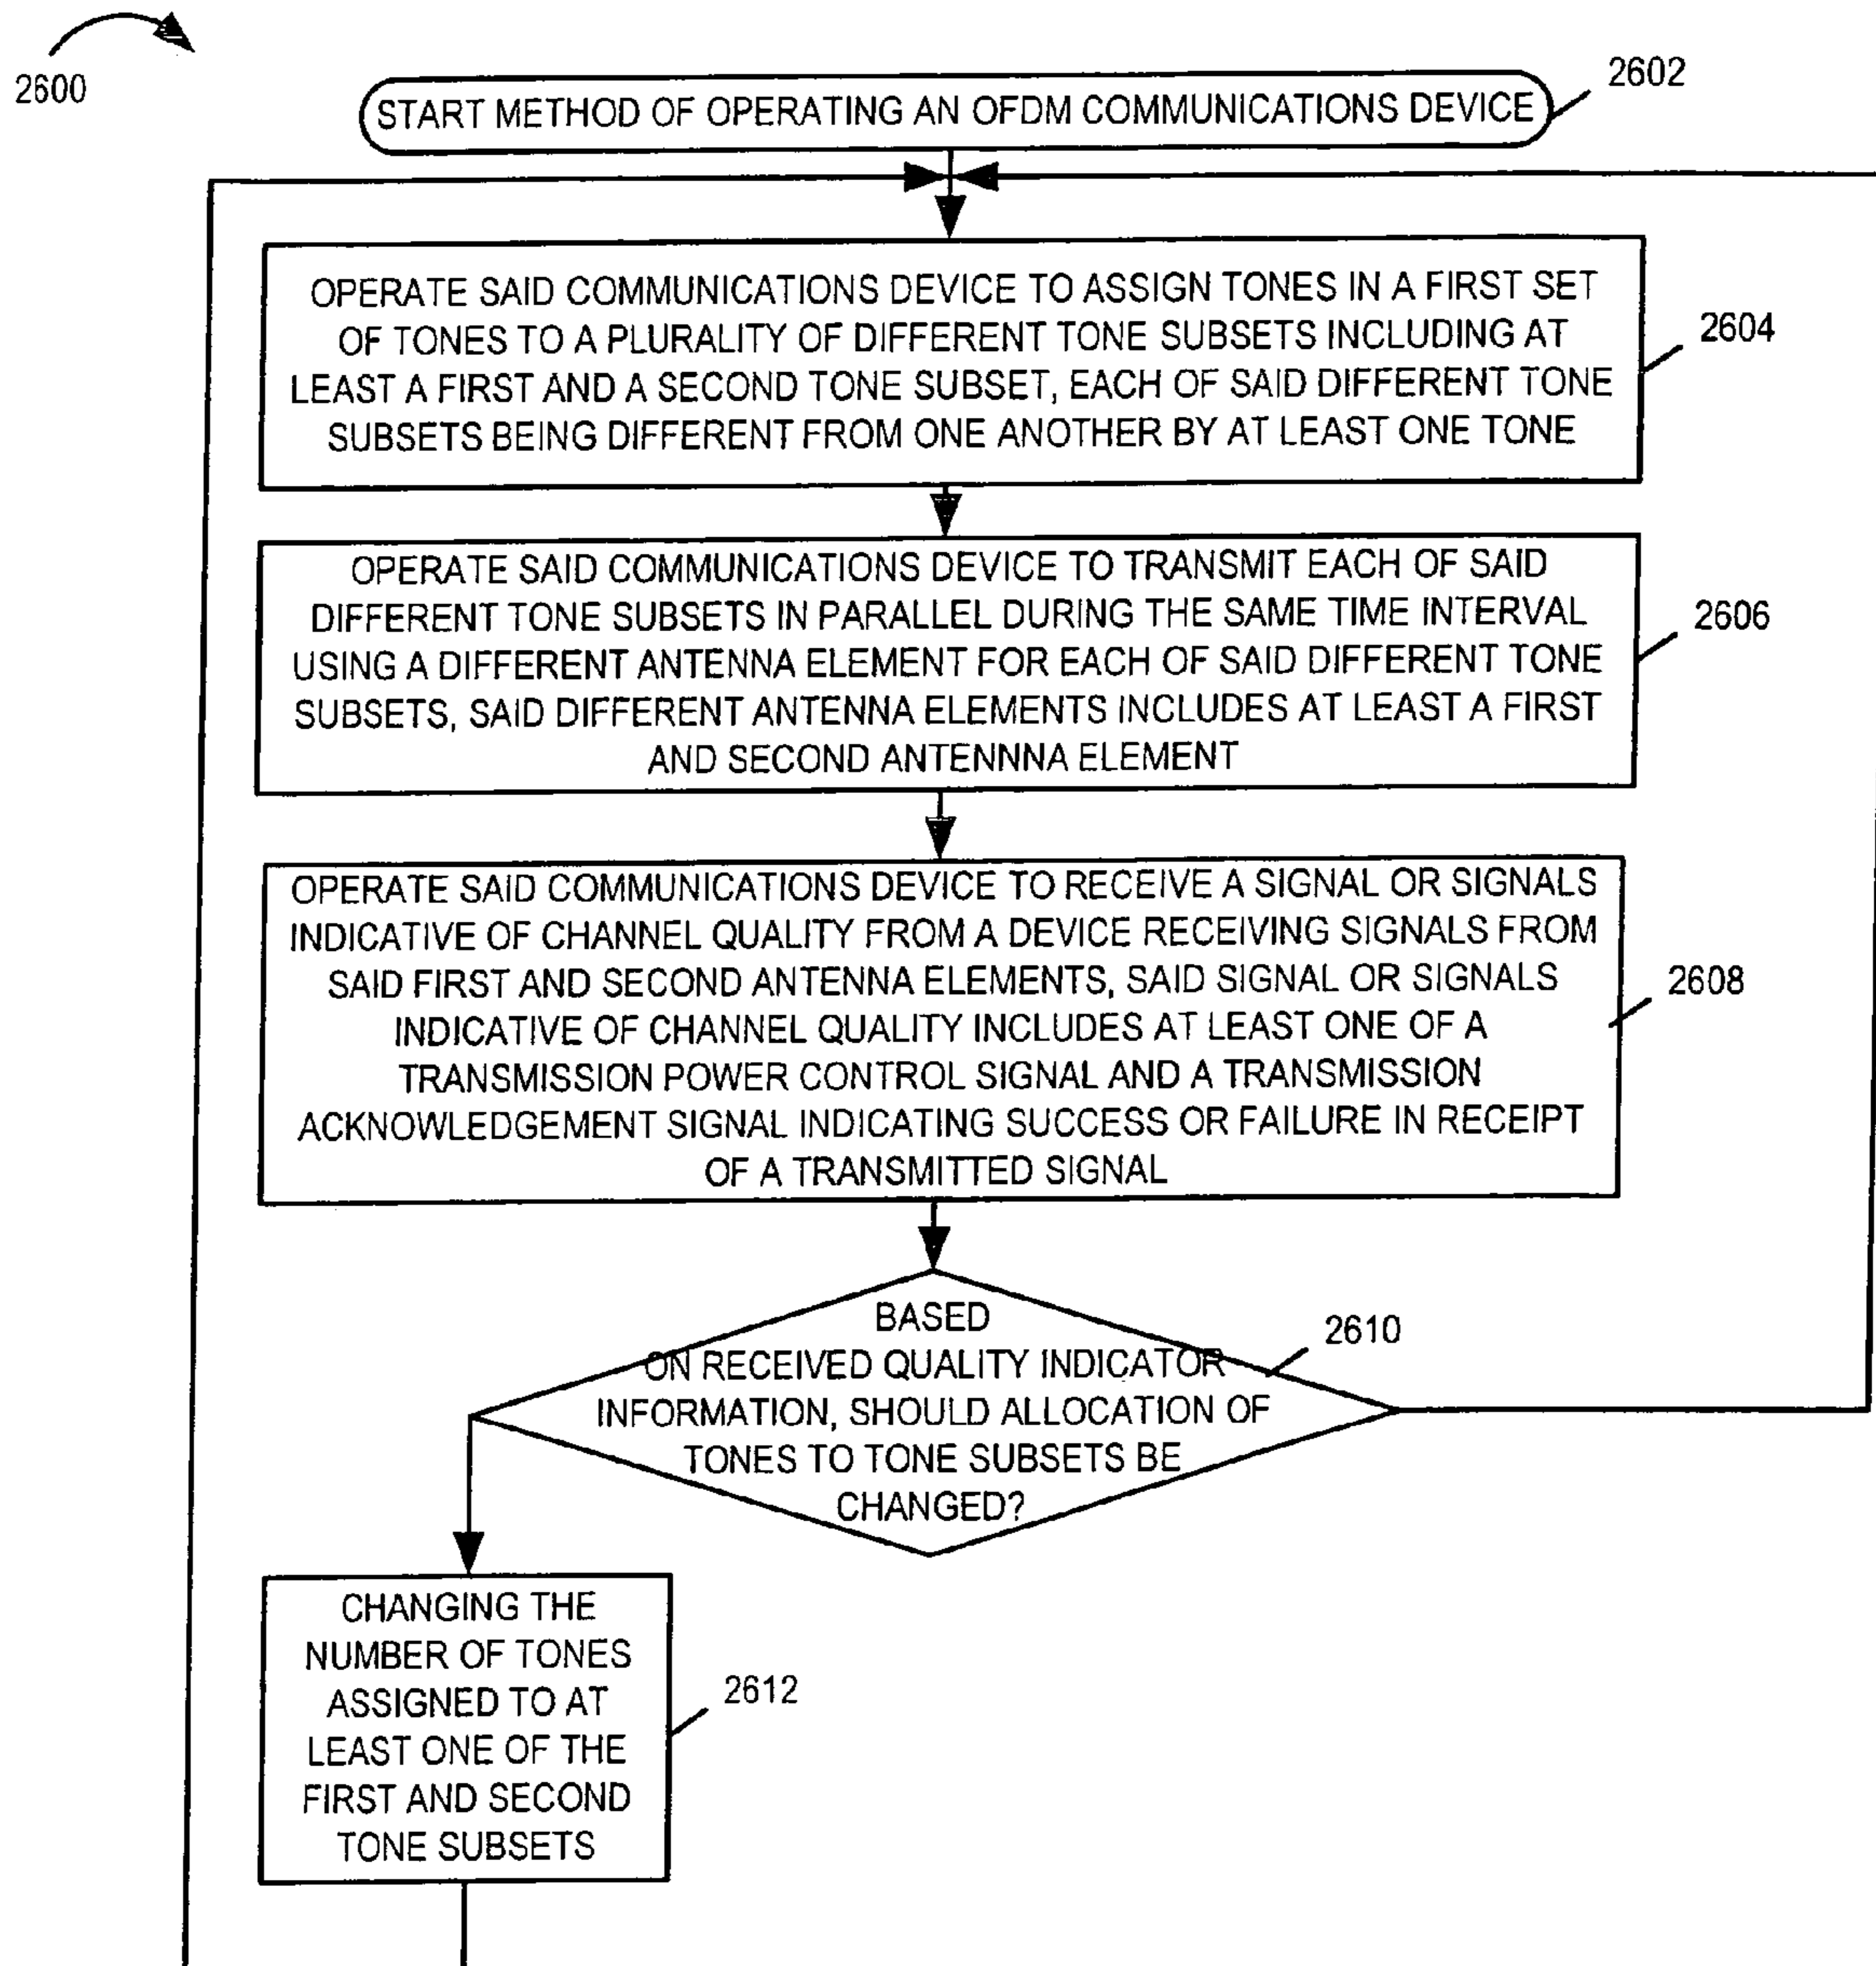 2600
START METHOD OF OPERATING AN OFDM COMMUNICATIONS DEVICE
2602
OPERATE SAID COMMUNICATIONS DEVICE TO ASSIGN TONES IN A FIRST SET
OF TONES TO A PLURALITY OF DIFFERENT TONE SUBSETS INCLUDING AT
LEAST A FIRST AND A SECOND TONE SUBSET, EACH OF SAID DIFFERENT TONE
SUBSETS BEING DIFFERENT FROM ONE ANOTHER BY AT LEAST ONE TONE
2604
OPERATE SAID COMMUNICATIONS DEVICE TO TRANSMIT EACH OF SAID
DIFFERENT TONE SUBSETS IN PARALLEL DURING THE SAME TIME INTERVAL
USING A DIFFERENT ANTENNA ELEMENT FOR EACH OF SAID DIFFERENT TONE
SUBSETS, SAID DIFFERENT ANTENNA ELEMENTS INCLUDES AT LEAST A FIRST
AND SECOND ANTENNNA ELEMENT
2606
OPERATE SAID COMMUNICATIONS DEVICE TO RECEIVE A SIGNAL OR SIGNALS
INDICATIVE OF CHANNEL QUALITY FROM A DEVICE RECEIVING SIGNALS FROM
SAID FIRST AND SECOND ANTENNA ELEMENTS, SAID SIGNAL OR SIGNALS
INDICATIVE OF CHANNEL QUALITY INCLUDES AT LEAST ONE OF A
TRANSMISSION POWER CONTROL SIGNAL AND A TRANSMISSION
ACKNOWLEDGEMENT SIGNAL INDICATING SUCCESS OR FAILURE IN RECEIPT
OF A TRANSMITTED SIGNAL
2608
BASED
ON RECEIVED QUALITY INDICATOR
INFORMATION, SHOULD ALLOCATION OF
TONES TO TONE SUBSETS BE
CHANGED?
2610
CHANGING THE
NUMBER OF TONES
ASSIGNED TO AT
LEAST ONE OF THE
FIRST AND SECOND
TONE SUBSETS
2612